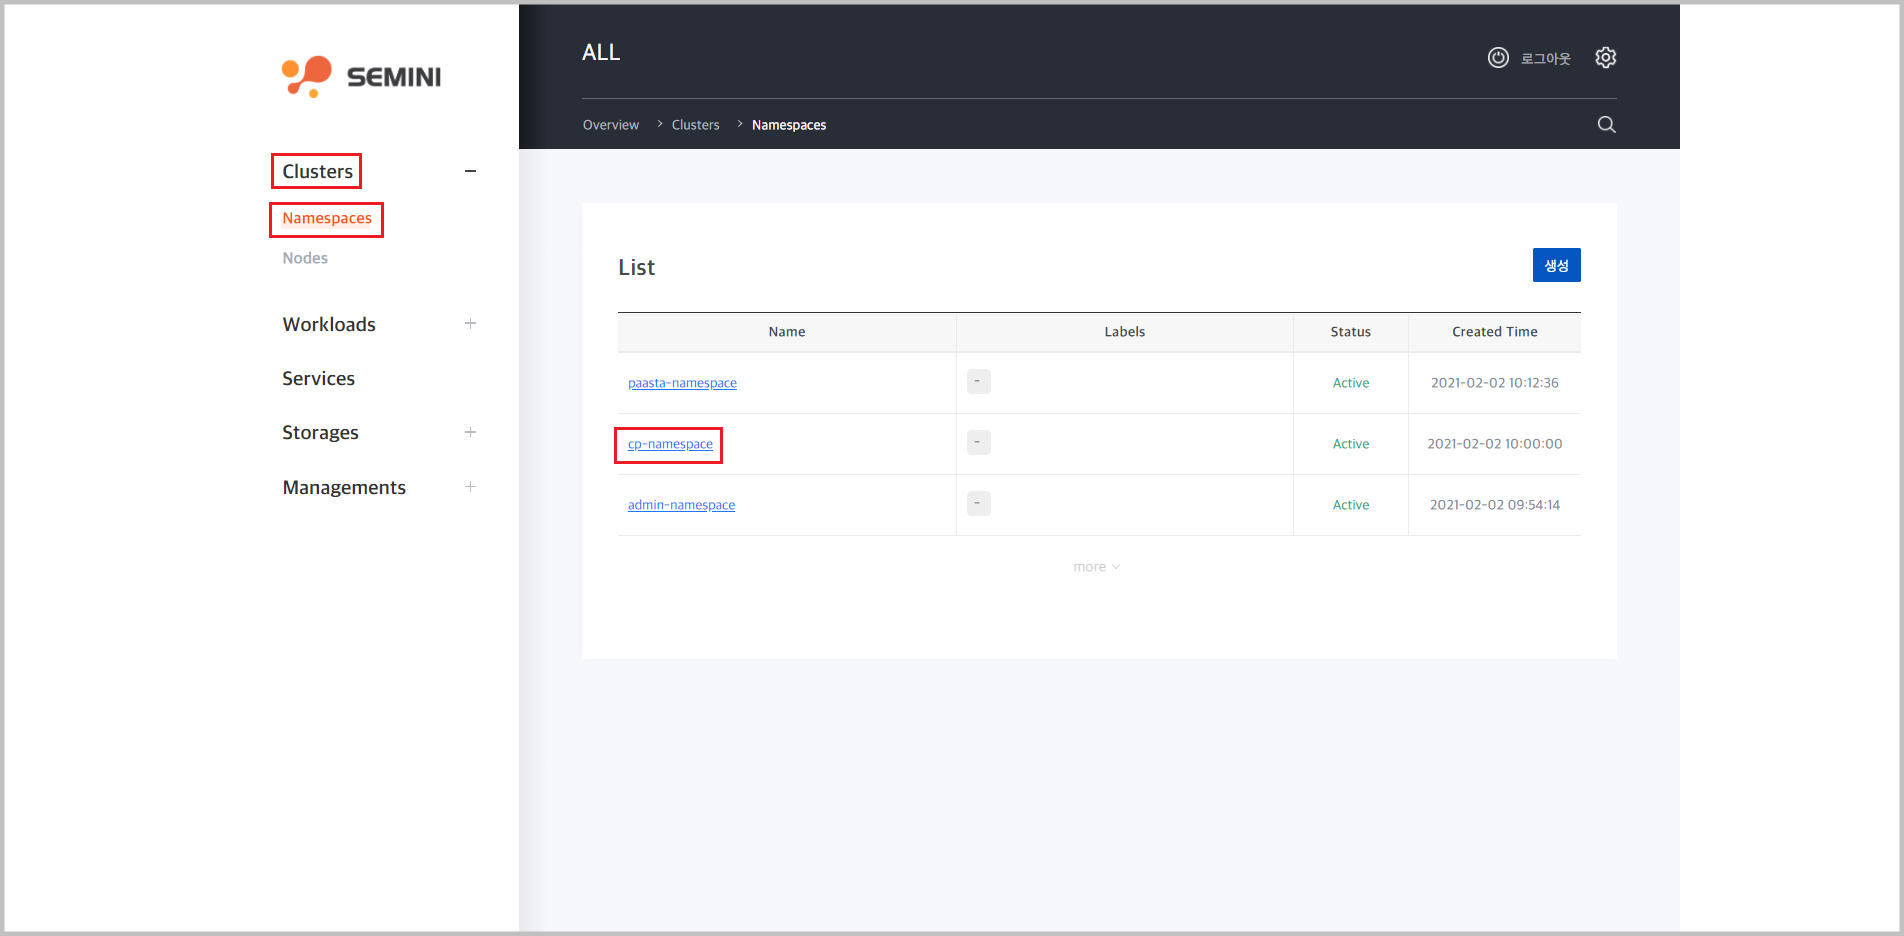 SEMINI
Clusters
Namespaces
Nodes
Workloads
Services
Storages
Managements
ALL
로그아웃
Overview > Clusters > Namespaces
List
생성
Name Labels Status Created Time
paasta-namespace - Active 2021-02-02 10:12:36
cp-namespace - Active 2021-02-02 10:00:00
admin-namespace - Active 2021-02-02 09:54:14
more